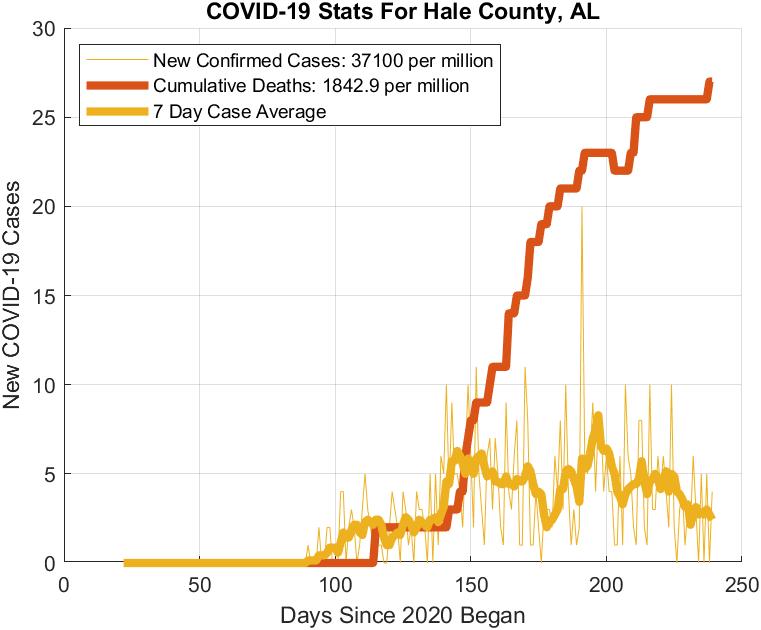 COVID-19 Stats For Hale County, AL
New Confirmed Cases: 37100 per million
Cumulative Deaths: 1842.9 per million
7 Day Case Average
New COVID-19 Cases
30
25
20
15
10
5
0
0 50 100 150 200 250
Days Since 2020 Began